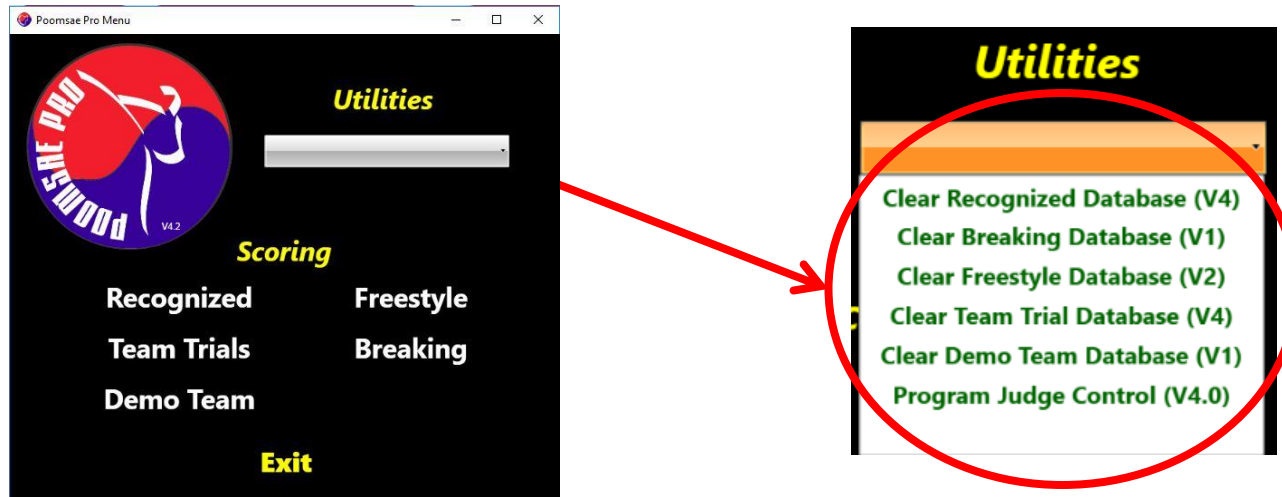 Poomsae Pro Menu
POOMSAE PRO
V4.2
Utilities
Scoring
Recognized
Freestyle
Team Trials
Breaking
Demo Team
Exit
Utilities
Clear Recognized Database (V4)
Clear Breaking Database (V1)
Clear Freestyle Database (V2)
Clear Team Trial Database (V4)
Clear Demo Team Database (V1)
Program Judge Control (V4.0)